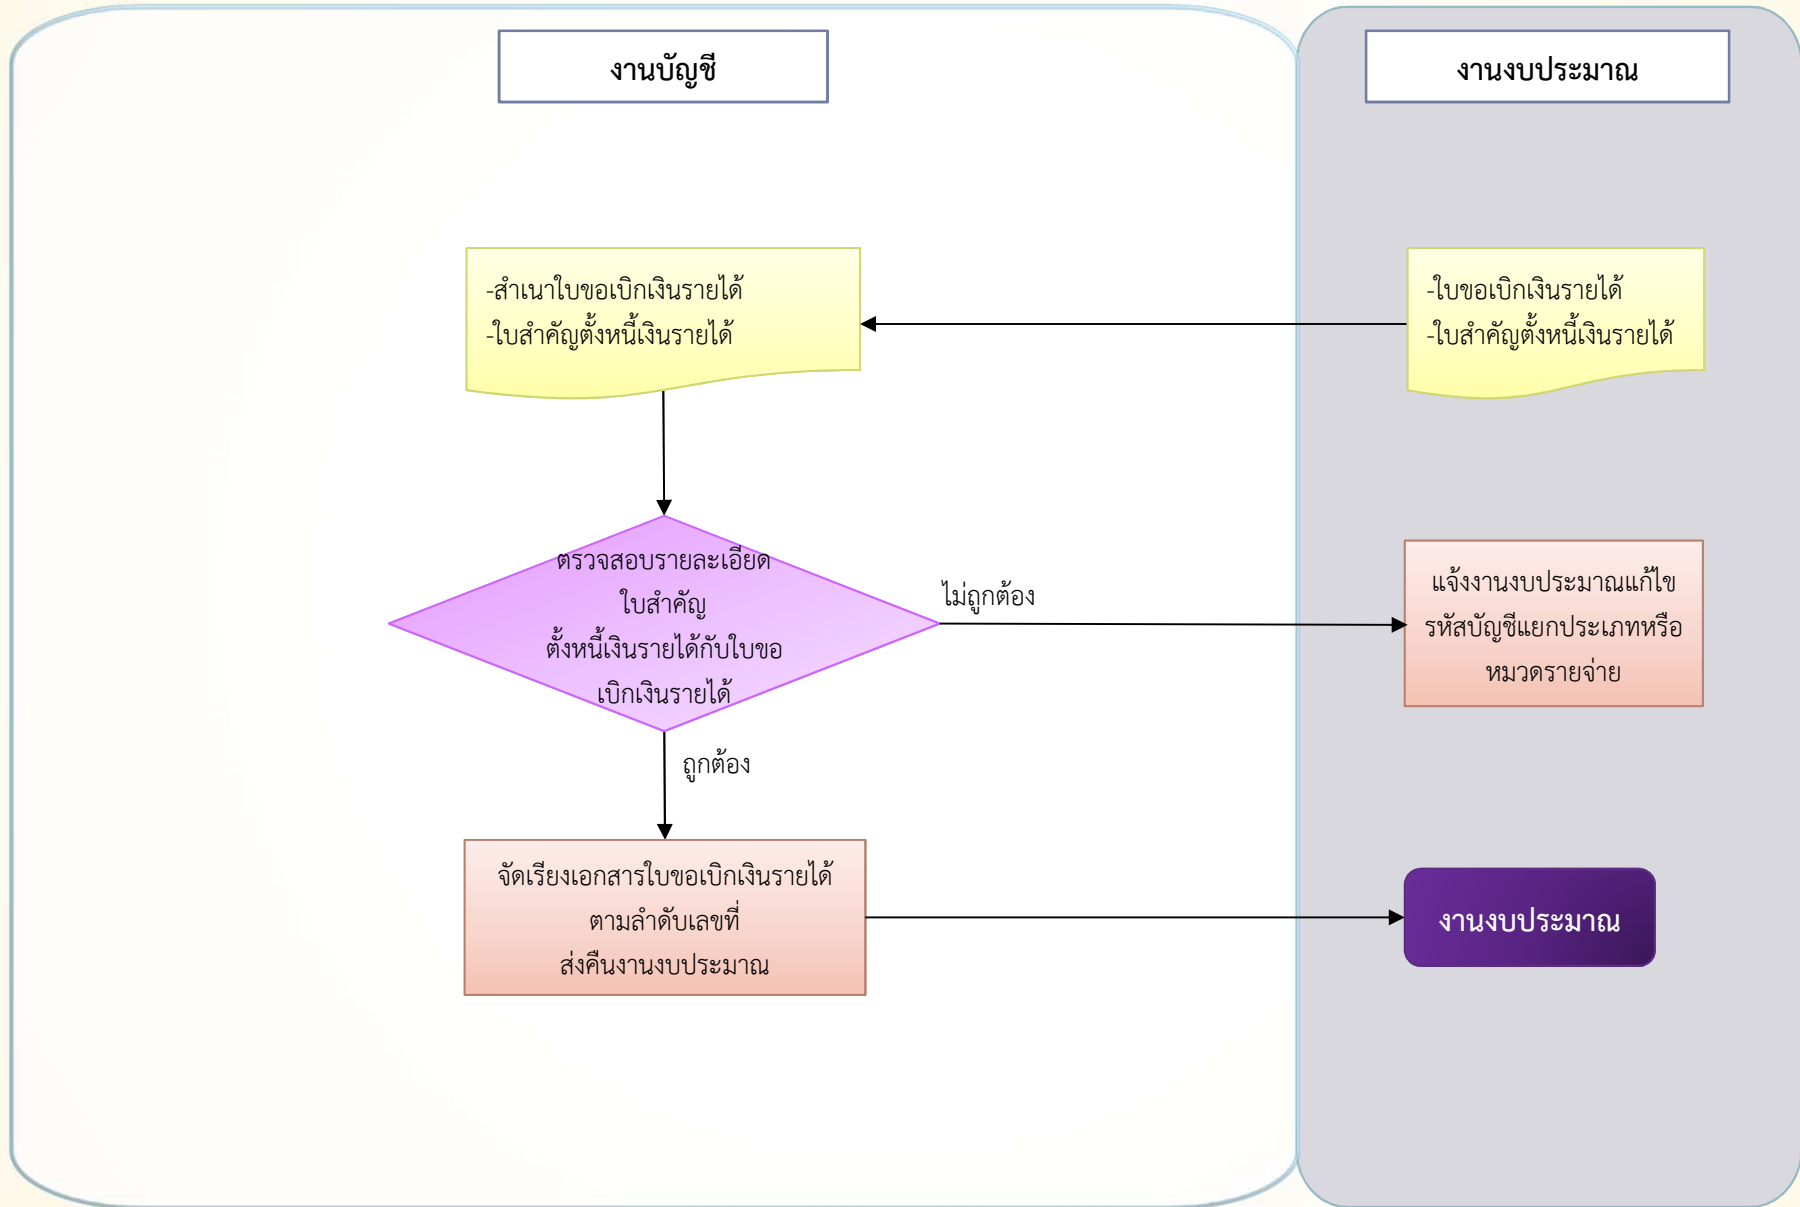 งานบัญชี
งานงบประมาณ
-สำเนาใบขอเบิกเงินรายได้
-ใบสำคัญตั้งหนี้เงินรายได้
-ใบขอเบิกเงินรายได้
-ใบสำคัญตั้งหนี้เงินรายได้
ตรวจสอบรายละเอียด
ใบสำคัญ
ตั้งหนี้เงินรายได้กับใบขอ
เบิกเงินรายได้
ไม่ถูกต้อง
แจ้งงานงบประมาณแก้ไข
รหัสบัญชีแยกประเภทหรือ
หมวดรายจ่าย
ถูกต้อง
จัดเรียงเอกสารใบขอเบิกเงินรายได้
ตามลำดับเลขที่
ส่งคืนงานงบประมาณ
งานงบประมาณ